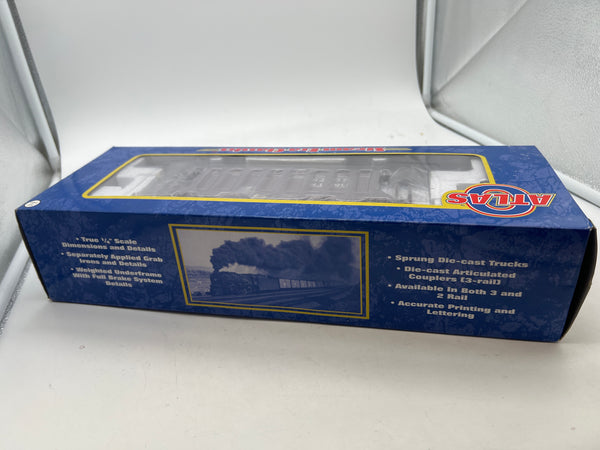 ATLAS
• True ¼" Scale
Dimensions and Details
• Separately Applied Grab
Irons and Details
• Weighted Underframe
With Full Brake System
Details
• Sprung Die-cast Trucks
• Die-cast Articulated
Couplers (3-rail)
• Available In Both 3 and
2 Rail
• Accurate Printing and
Lettering